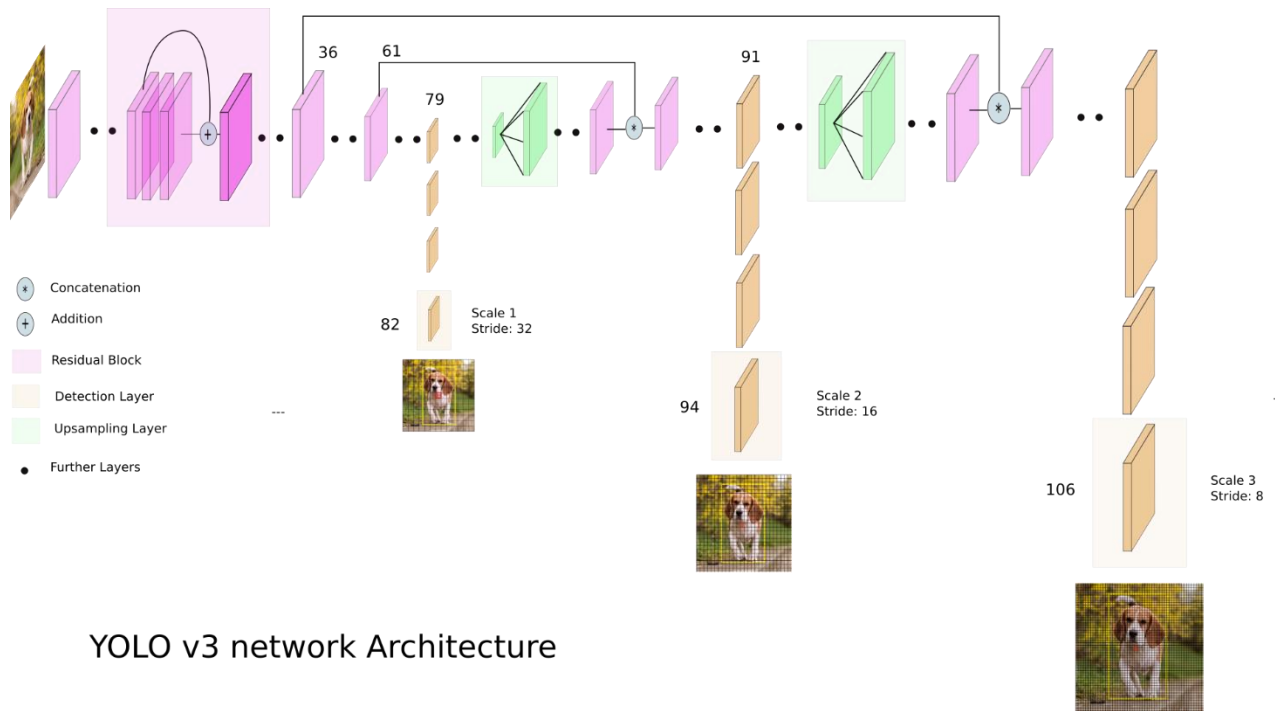 36
61
91
79
*
+
*
*
Concatenation
+
Addition
Residual Block
Detection Layer
Upsampling Layer
Further Layers
---
82
Scale 1
Stride: 32
94
Scale 2
Stride: 16
106
Scale 3
Stride: 8
YOLO v3 network Architecture